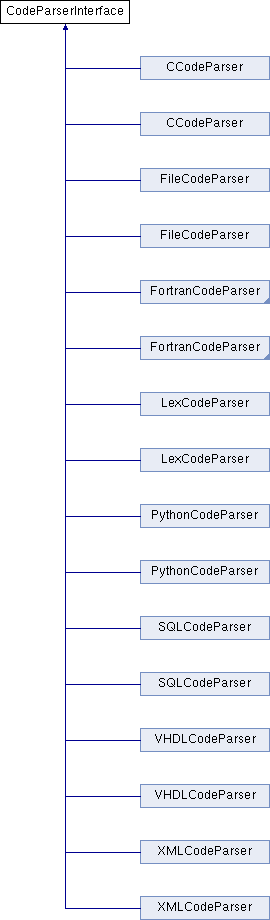 CodeParserInterface
CCodeParser
CCodeParser
FileCodeParser
FileCodeParser
FortranCodeParser
FortranCodeParser
LexCodeParser
LexCodeParser
PythonCodeParser
PythonCodeParser
SQLCodeParser
SQLCodeParser
VHDLCodeParser
VHDLCodeParser
XMLCodeParser
XMLCodeParser